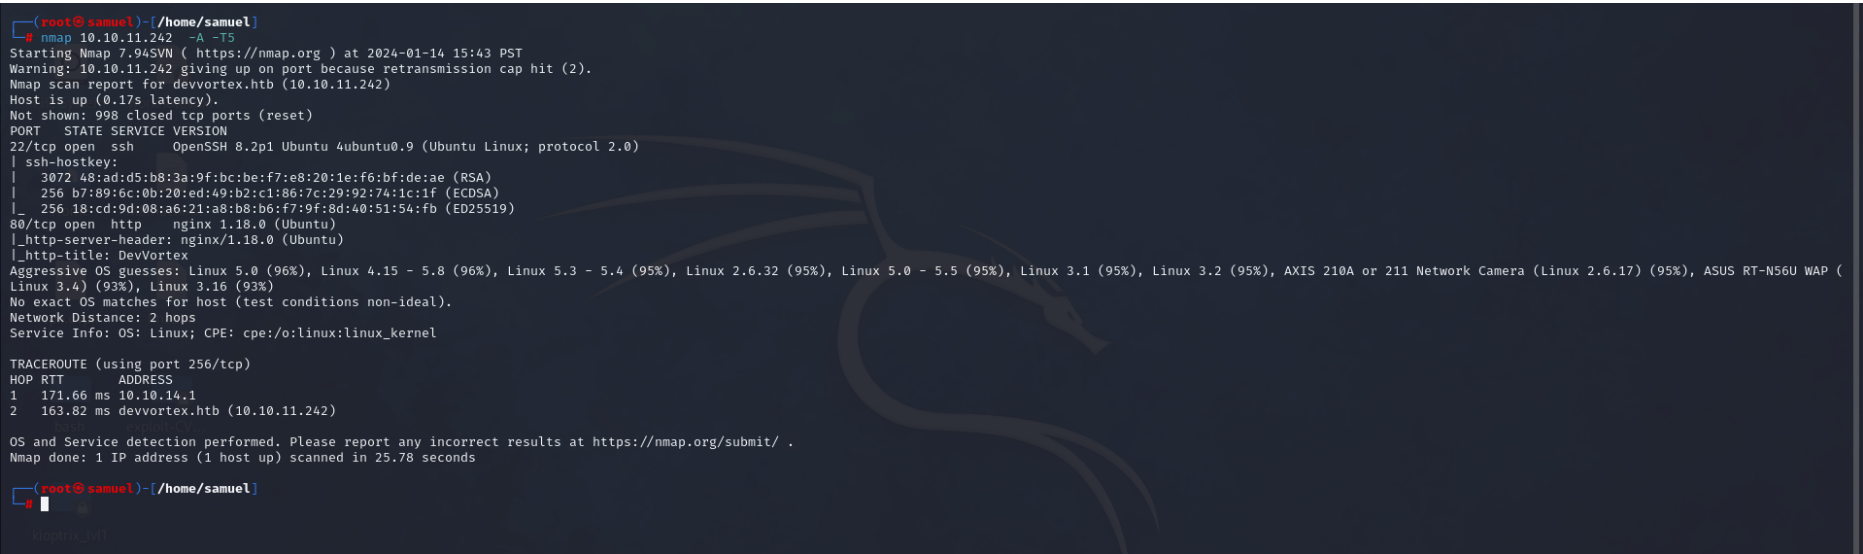 ┌──(root㉿samuel)-[/home/samuel]
└─# nmap 10.10.11.242  -A -T5
Starting Nmap 7.94SVN ( https://nmap.org ) at 2024-01-14 15:43 PST
Warning: 10.10.11.242 giving up on port because retransmission cap hit (2).
Nmap scan report for devvortex.htb (10.10.11.242)
Host is up (0.17s latency).
Not shown: 998 closed tcp ports (reset)
PORT   STATE SERVICE VERSION
22/tcp open  ssh     OpenSSH 8.2p1 Ubuntu 4ubuntu0.9 (Ubuntu Linux; protocol 2.0)
| ssh-hostkey:
|   3072 48:ad:d5:b8:3a:9f:bc:be:f7:e8:20:1e:f6:bf:de:ae (RSA)
|   256 b7:89:6c:0b:20:ed:49:b2:c1:86:7c:29:92:74:1c:1f (ECDSA)
|_  256 18:cd:9d:08:a6:21:a8:b8:b6:f7:9f:8d:40:51:54:fb (ED25519)
80/tcp open  http    nginx 1.18.0 (Ubuntu)
|_http-server-header: nginx/1.18.0 (Ubuntu)
|_http-title: DevVortex
Aggressive OS guesses: Linux 5.0 (96%), Linux 4.15 - 5.8 (96%), Linux 5.3 - 5.4 (95%), Linux 2.6.32 (95%), Linux 5.0 - 5.5 (95%), Linux 3.1 (95%), Linux 3.2 (95%), AXIS 210A or 211 Network Camera (Linux 2.6.17) (95%), ASUS RT-N56U WAP (
Linux 3.4) (93%), Linux 3.16 (93%)
No exact OS matches for host (test conditions non-ideal).
Network Distance: 2 hops
Service Info: OS: Linux; CPE: cpe:/o:linux:linux_kernel

TRACEROUTE (using port 256/tcp)
HOP RTT       ADDRESS
1   171.66 ms 10.10.14.1
2   163.82 ms devvortex.htb (10.10.11.242)
bash exploit-CV...
OS and Service detection performed. Please report any incorrect results at https://nmap.org/submit/ .
Nmap done: 1 IP address (1 host up) scanned in 25.78 seconds

┌──(root㉿samuel)-[/home/samuel]
└─#
kioptrix_lvl1